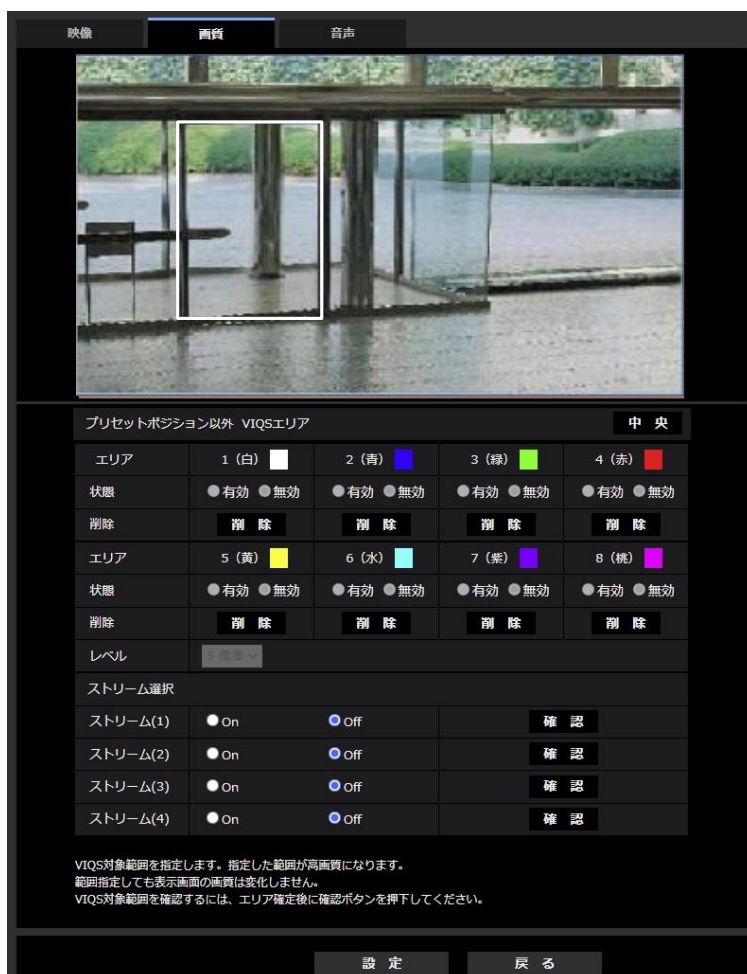 映像 画質 音声
プリセットポジション以外 VIQSエリア 中 央
エリア 1（白） 2（青） 3（緑） 4（赤）
状態 有効 無効 有効 無効 有効 無効 有効 無効
削除 削 除 削 除 削 除 削 除
エリア 5（黄） 6（水） 7（紫） 8（桃）
状態 有効 無効 有効 無効 有効 無効 有効 無効
削除 削 除 削 除 削 除 削 除
レベル 5 標準
ストリーム選択
ストリーム(1) On Off 確 認
ストリーム(2) On Off 確 認
ストリーム(3) On Off 確 認
ストリーム(4) On Off 確 認
VIQS対象範囲を指定します。指定した範囲が高画質になります。
範囲指定しても表示画面の画質は変化しません。
VIQS対象範囲を確認するには、エリア確定後に確認ボタンを押下してください。
設 定 戻 る